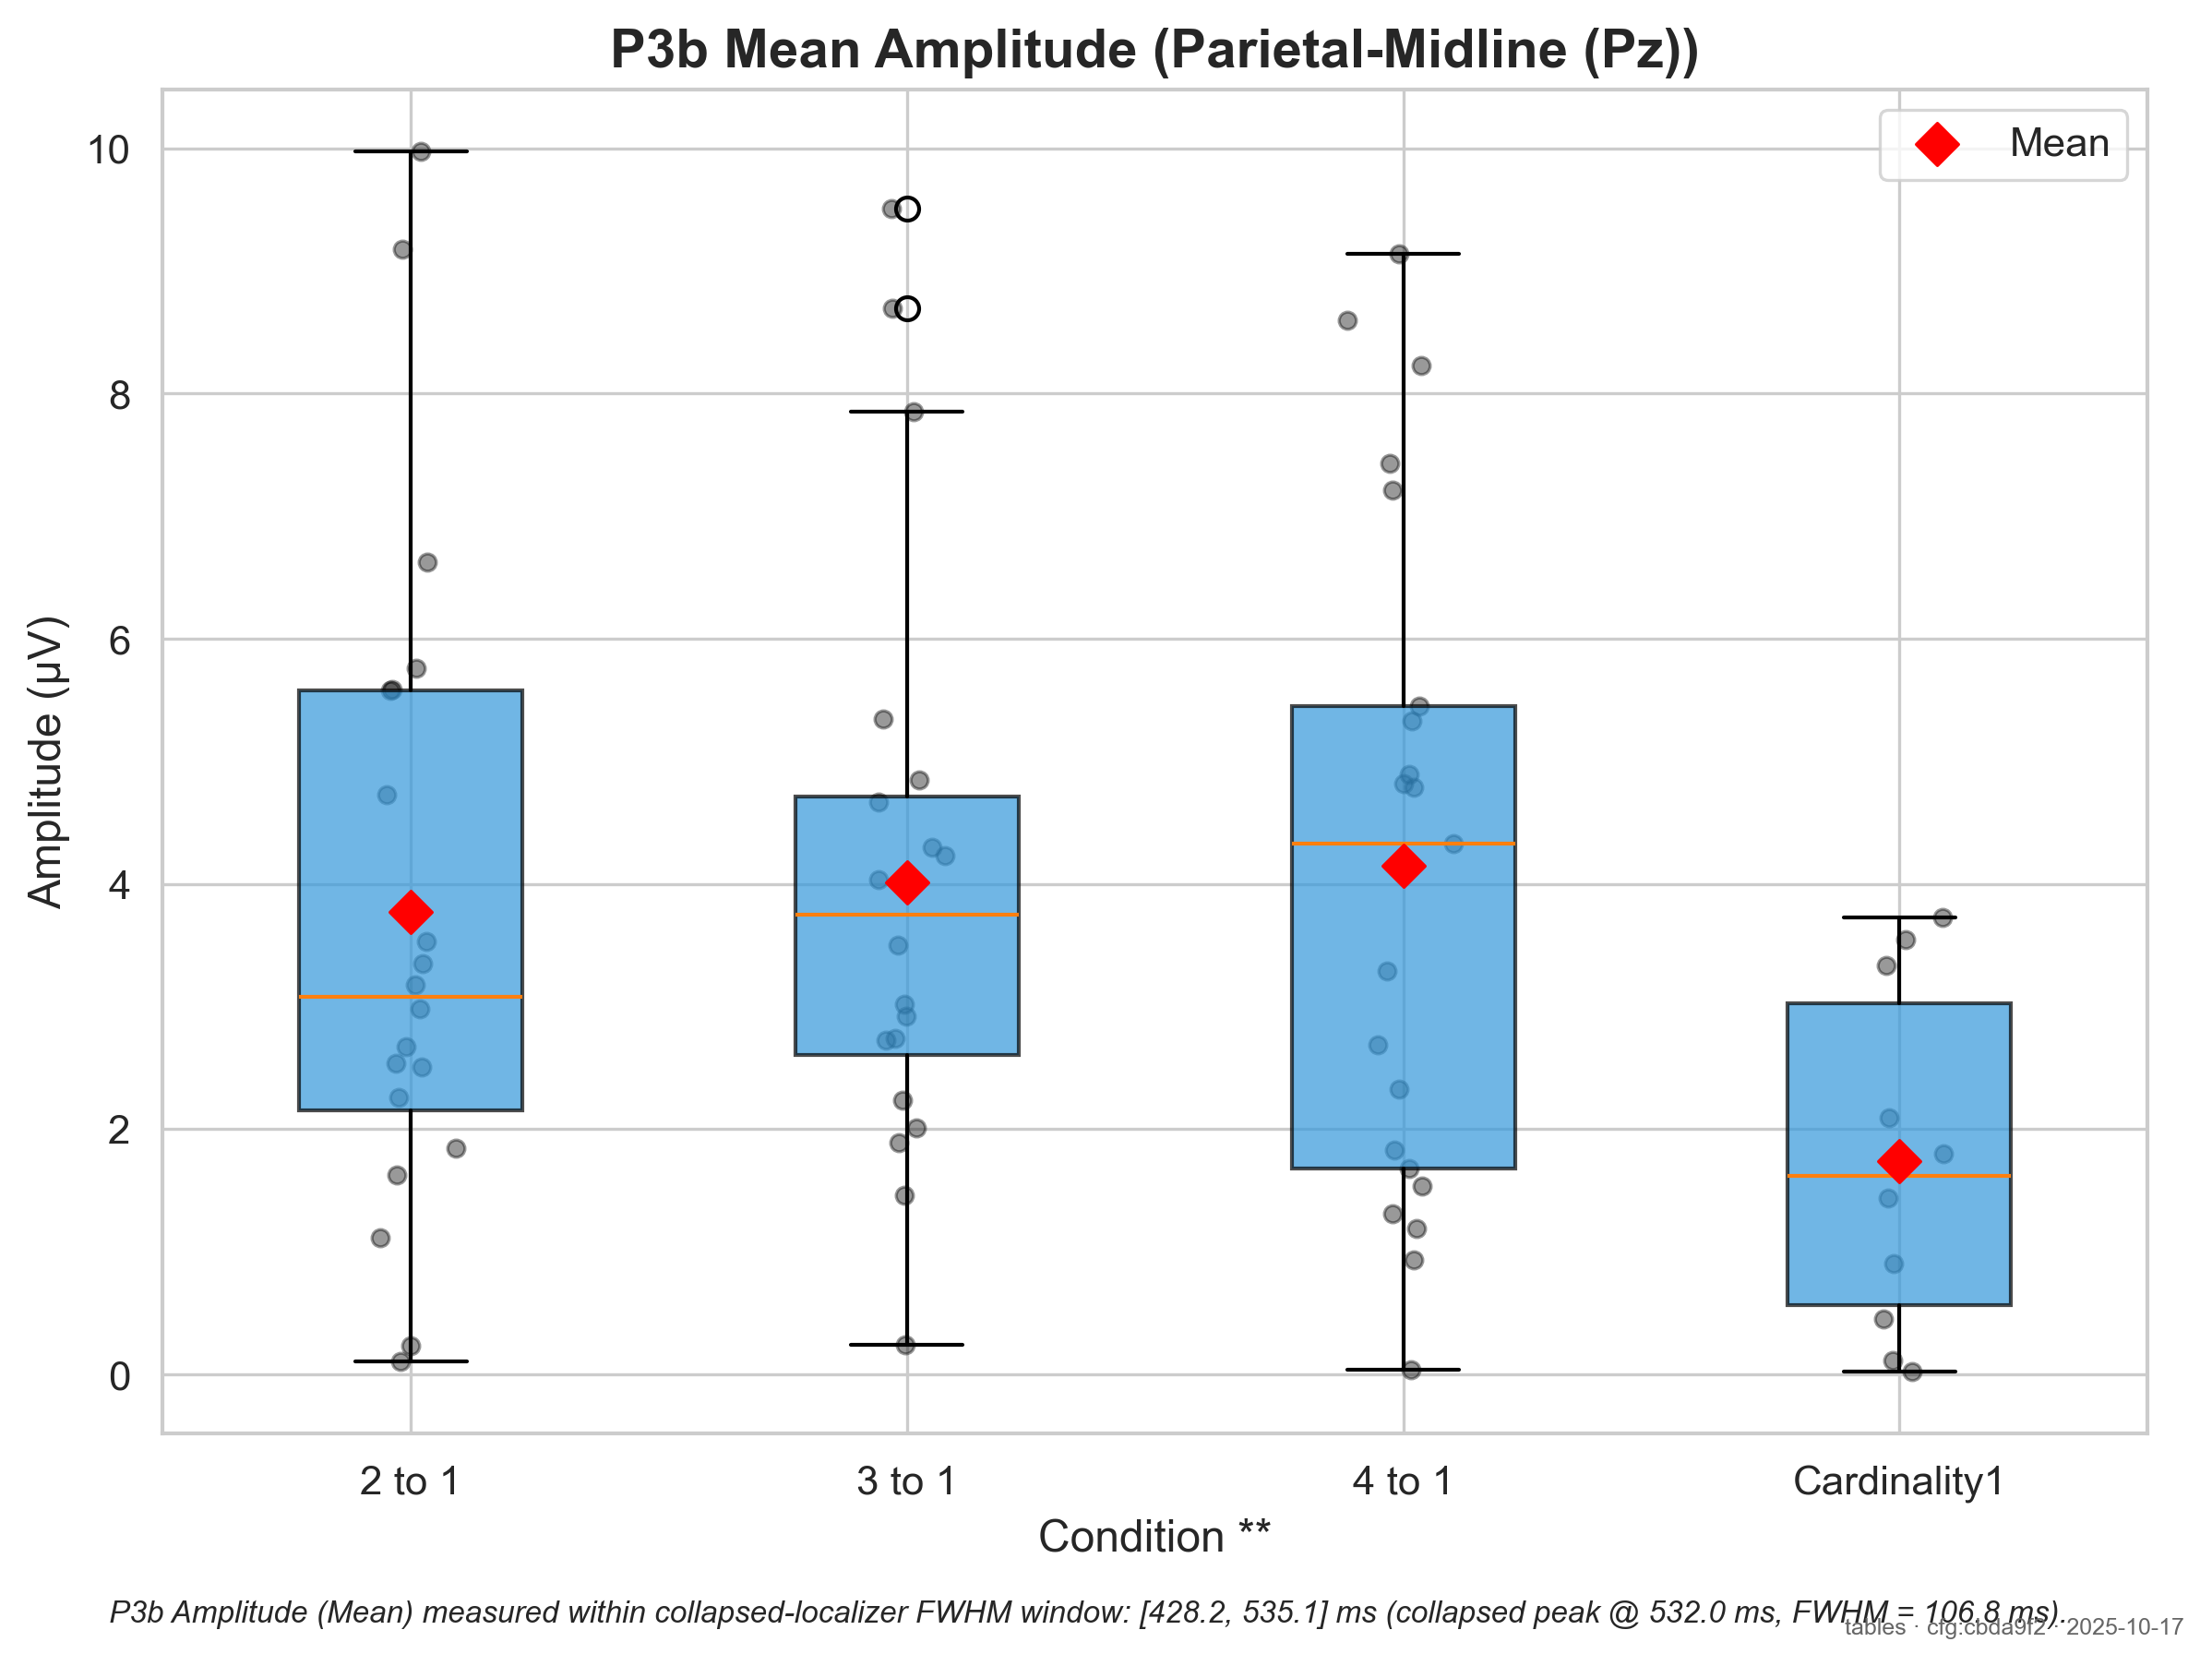 P3b Mean Amplitude (Parietal-Midline (Pz))
Mean
10
8
6
4
2
0
Amplitude (µV)
2 to 1
3 to 1
4 to 1
Cardinality1
Condition **
P3b Amplitude (Mean) measured within collapsed-localizer FWHM window: [428.2, 535.1] ms (collapsed peak @ 532.0 ms, FWHM = 106.8 ms).
tables · cfg:cbda9f2 · 2025-10-17